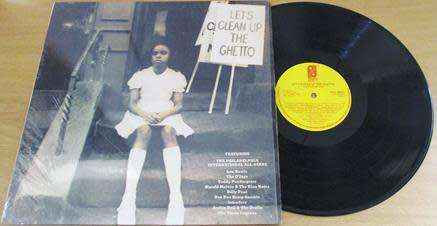 LET'S
CLEAN UP
THE
GHETTO
FEATURING
THE PHILADELPHIA
INTERNATIONAL ALL STARS
Lou Rawls
The O'Jays
Teddy Pendergrass
Harold Melvin & The Blue Notes
Billy Paul
Dee Dee Sharp Gamble
Intruders
Archie Bell & The Drells
The Three Degrees